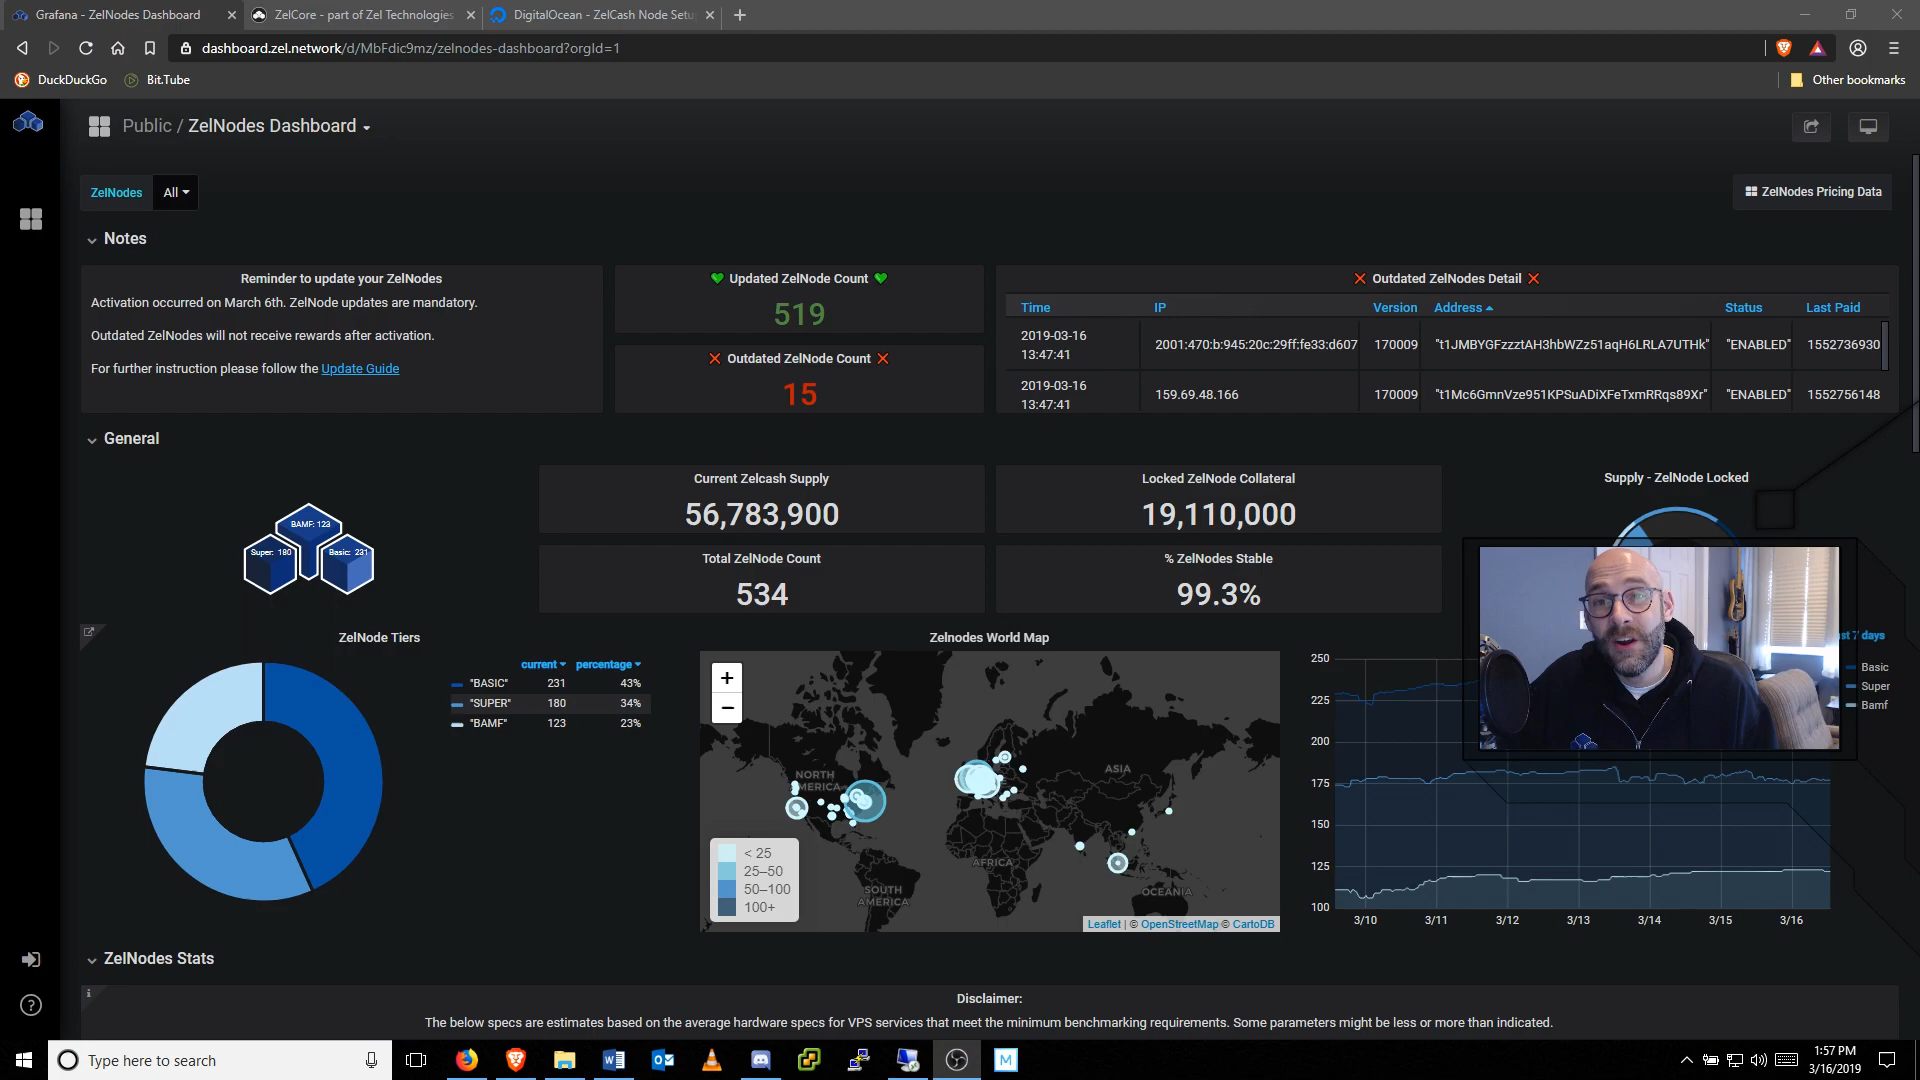 Grafana - ZelNodes Dashboard
ZelCore - part of Zel Technologies
DigitalOcean - ZelCash Node Setu
dashboard.zel.network/d/MbFdic9mz/zelnodes-dashboard?orgId=1
DuckDuckGo
Bit.Tube
Other bookmarks
Public / ZelNodes Dashboard
ZelNodes
All
ZelNodes Pricing Data
Notes
Reminder to update your ZelNodes
Activation occurred on March 6th. ZelNode updates are mandatory.
Outdated ZelNodes will not receive rewards after activation.
For further instruction please follow the Update Guide
Updated ZelNode Count
519
Outdated ZelNode Count
15
Outdated ZelNodes Detail
Time IP Version Address Status Last Paid
2019-03-16 13:47:41 2001:470:b:945:20c:29ff:fe33:d607 170009 "t1JMBYGFzzztAH3hbWZz51aqH6LRLA7UTHk" "ENABLED" 1552736930
2019-03-16 13:47:41 159.69.48.166 170009 "t1Mc6GmnVze951KPSuADiXFeTxmRRqs89Xr" "ENABLED" 1552756148
General
BAMF: 123
Super: 180
Basic: 231
Current Zelcash Supply
56,783,900
Locked ZelNode Collateral
19,110,000
Total ZelNode Count
534
% ZelNodes Stable
99.3%
Supply - ZelNode Locked
ZelNode Tiers
current percentage
"BASIC" 231 43%
"SUPER" 180 34%
"BAMF" 123 23%
Zelnodes World Map
+
−
NORTH AMERICA
ASIA
AFRICA
SOUTH AMERICA
OCEANIA
< 25
25–50
50–100
100+
Leaflet | © OpenStreetMap © CartoDB
st 7 days
Basic
Super
Bamf
250
225
200
175
150
125
100
3/10 3/11 3/12 3/13 3/14 3/15 3/16
ZelNodes Stats
Disclaimer:
The below specs are estimates based on the average hardware specs for VPS services that meet the minimum benchmarking requirements. Some parameters might be less or more than indicated.
Type here to search
M
1:57 PM
3/16/2019